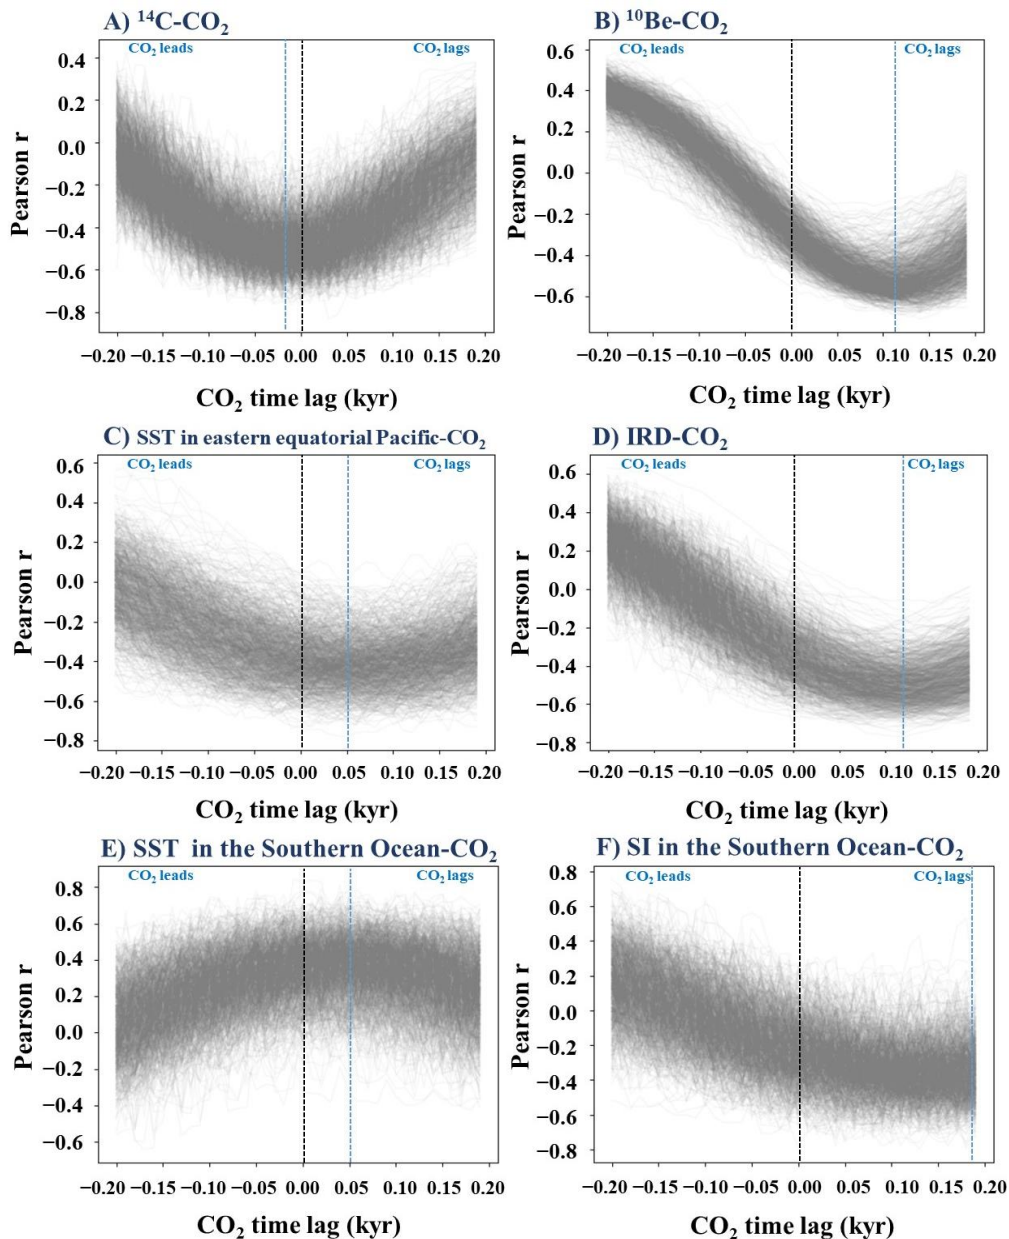 A) ¹⁴C-CO₂
CO₂ leads
CO₂ lags
0.4
0.2
0.0
−0.2
−0.4
−0.6
−0.8
Pearson r
−0.20 −0.15 −0.10 −0.05 0.00 0.05 0.10 0.15 0.20
CO₂ time lag (kyr)
B) ¹⁰Be-CO₂
CO₂ leads
CO₂ lags
0.6
0.4
0.2
0.0
−0.2
−0.4
−0.6
Pearson r
−0.20 −0.15 −0.10 0.00 0.05 0.10 0.15 0.20
CO₂ time lag (kyr)
C) SST in eastern equatorial Pacific-CO₂
CO₂ leads
CO₂ lags
0.6
0.4
0.2
0.0
−0.2
−0.4
−0.6
−0.8
Pearson r
−0.20 −0.15 −0.10 −0.05 0.00 0.05 0.10 0.15 0.20
CO₂ time lag (kyr)
D) IRD-CO₂
CO₂ leads
CO₂ lags
0.6
0.4
0.2
0.0
−0.2
−0.4
−0.6
−0.8
Pearson r
−0.20 −0.15 −0.10 −0.05 0.00 0.05 0.10 0.15 0.20
CO₂ time lag (kyr)
E) SST in the Southern Ocean-CO₂
CO₂ leads
CO₂ lags
0.8
0.6
0.4
0.2
0.0
−0.2
−0.4
−0.6
Pearson r
−0.20 −0.15 −0.10 −0.05 0.00 0.05 0.10 0.15 0.20
CO₂ time lag (kyr)
F) SI in the Southern Ocean-CO₂
CO₂ leads
CO₂ lags
0.8
0.6
0.4
0.2
0.0
−0.2
−0.4
−0.6
−0.8
Pearson r
−0.20 −0.15 −0.10 −0.05 0.00 0.05 0.10 0.15 0.20
CO₂ time lag (kyr)